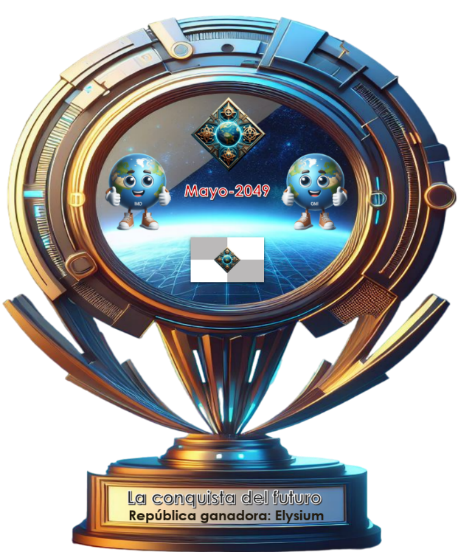 Mayo-2049
La conquista del futuro
República ganadora: Elysium